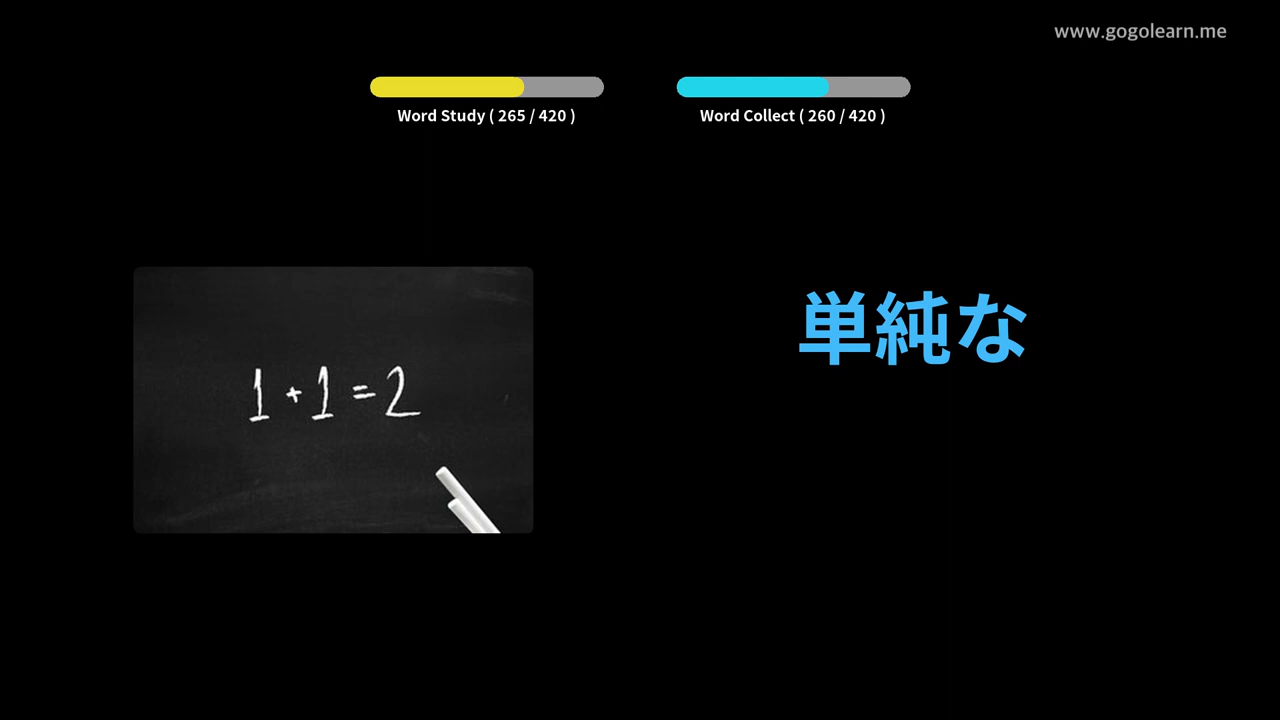 www.gogolearn.me
Word Study ( 265 / 420 )
Word Collect ( 260 / 420 )
単純な
1 + 1 = 2